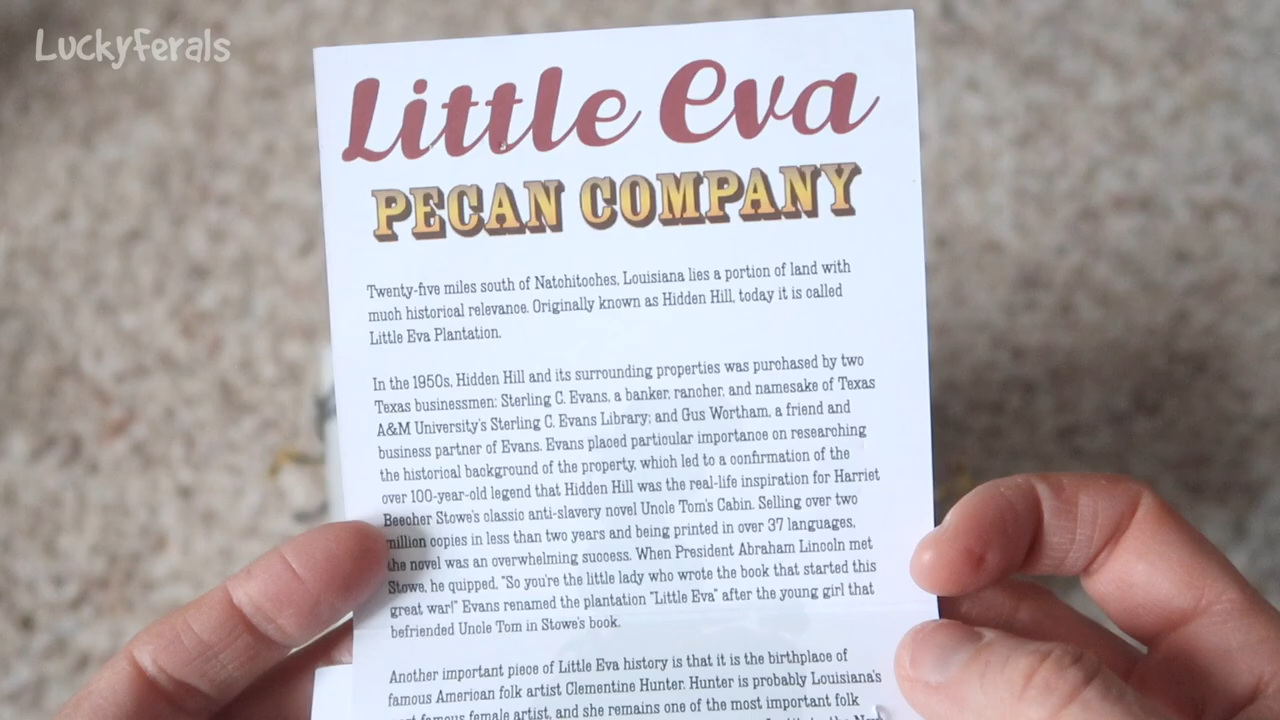 LuckyFerals
Little Eva
PECAN COMPANY
Twenty-five miles south of Natchitoches, Louisiana lies a portion of land with
much historical relevance. Originally known as Hidden Hill, today it is called
Little Eva Plantation.
In the 1950s, Hidden Hill and its surrounding properties was purchased by two
Texas businessmen: Sterling C. Evans, a banker, rancher, and namesake of Texas
A&M University's Sterling C. Evans Library; and Gus Wortham, a friend and
business partner of Evans. Evans placed particular importance on researching
the historical background of the property, which led to a confirmation of the
over 100-year-old legend that Hidden Hill was the real-life inspiration for Harriet
Beecher Stowe's classic anti-slavery novel Uncle Tom's Cabin. Selling over two
million copies in less than two years and being printed in over 37 languages,
the novel was an overwhelming success. When President Abraham Lincoln met
Stowe, he quipped, "So you're the little lady who wrote the book that started this
great war!" Evans renamed the plantation "Little Eva" after the young girl that
befriended Uncle Tom in Stowe's book.
Another important piece of Little Eva history is that it is the birthplace of
famous American folk artist Clementine Hunter. Hunter is probably Louisiana's
most famous female artist, and she remains one of the most important folk